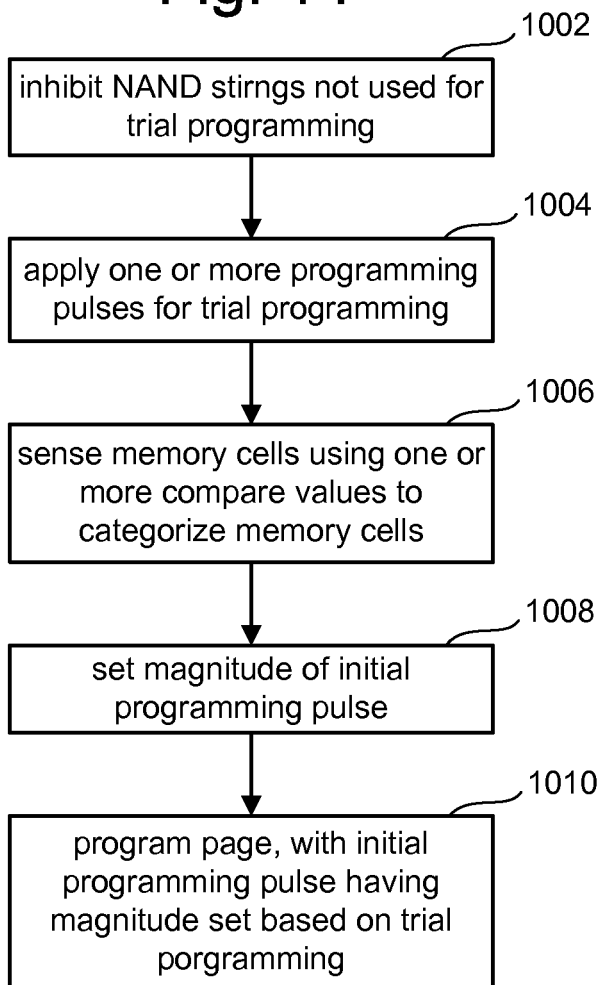 1002
inhibit NAND stirngs not used for
trial programming
1004
apply one or more programming
pulses for trial programming
1006
sense memory cells using one or
more compare values to
categorize memory cells
1008
set magnitude of initial
programming pulse
1010
program page, with initial
programming pulse having
magnitude set based on trial
porgramming